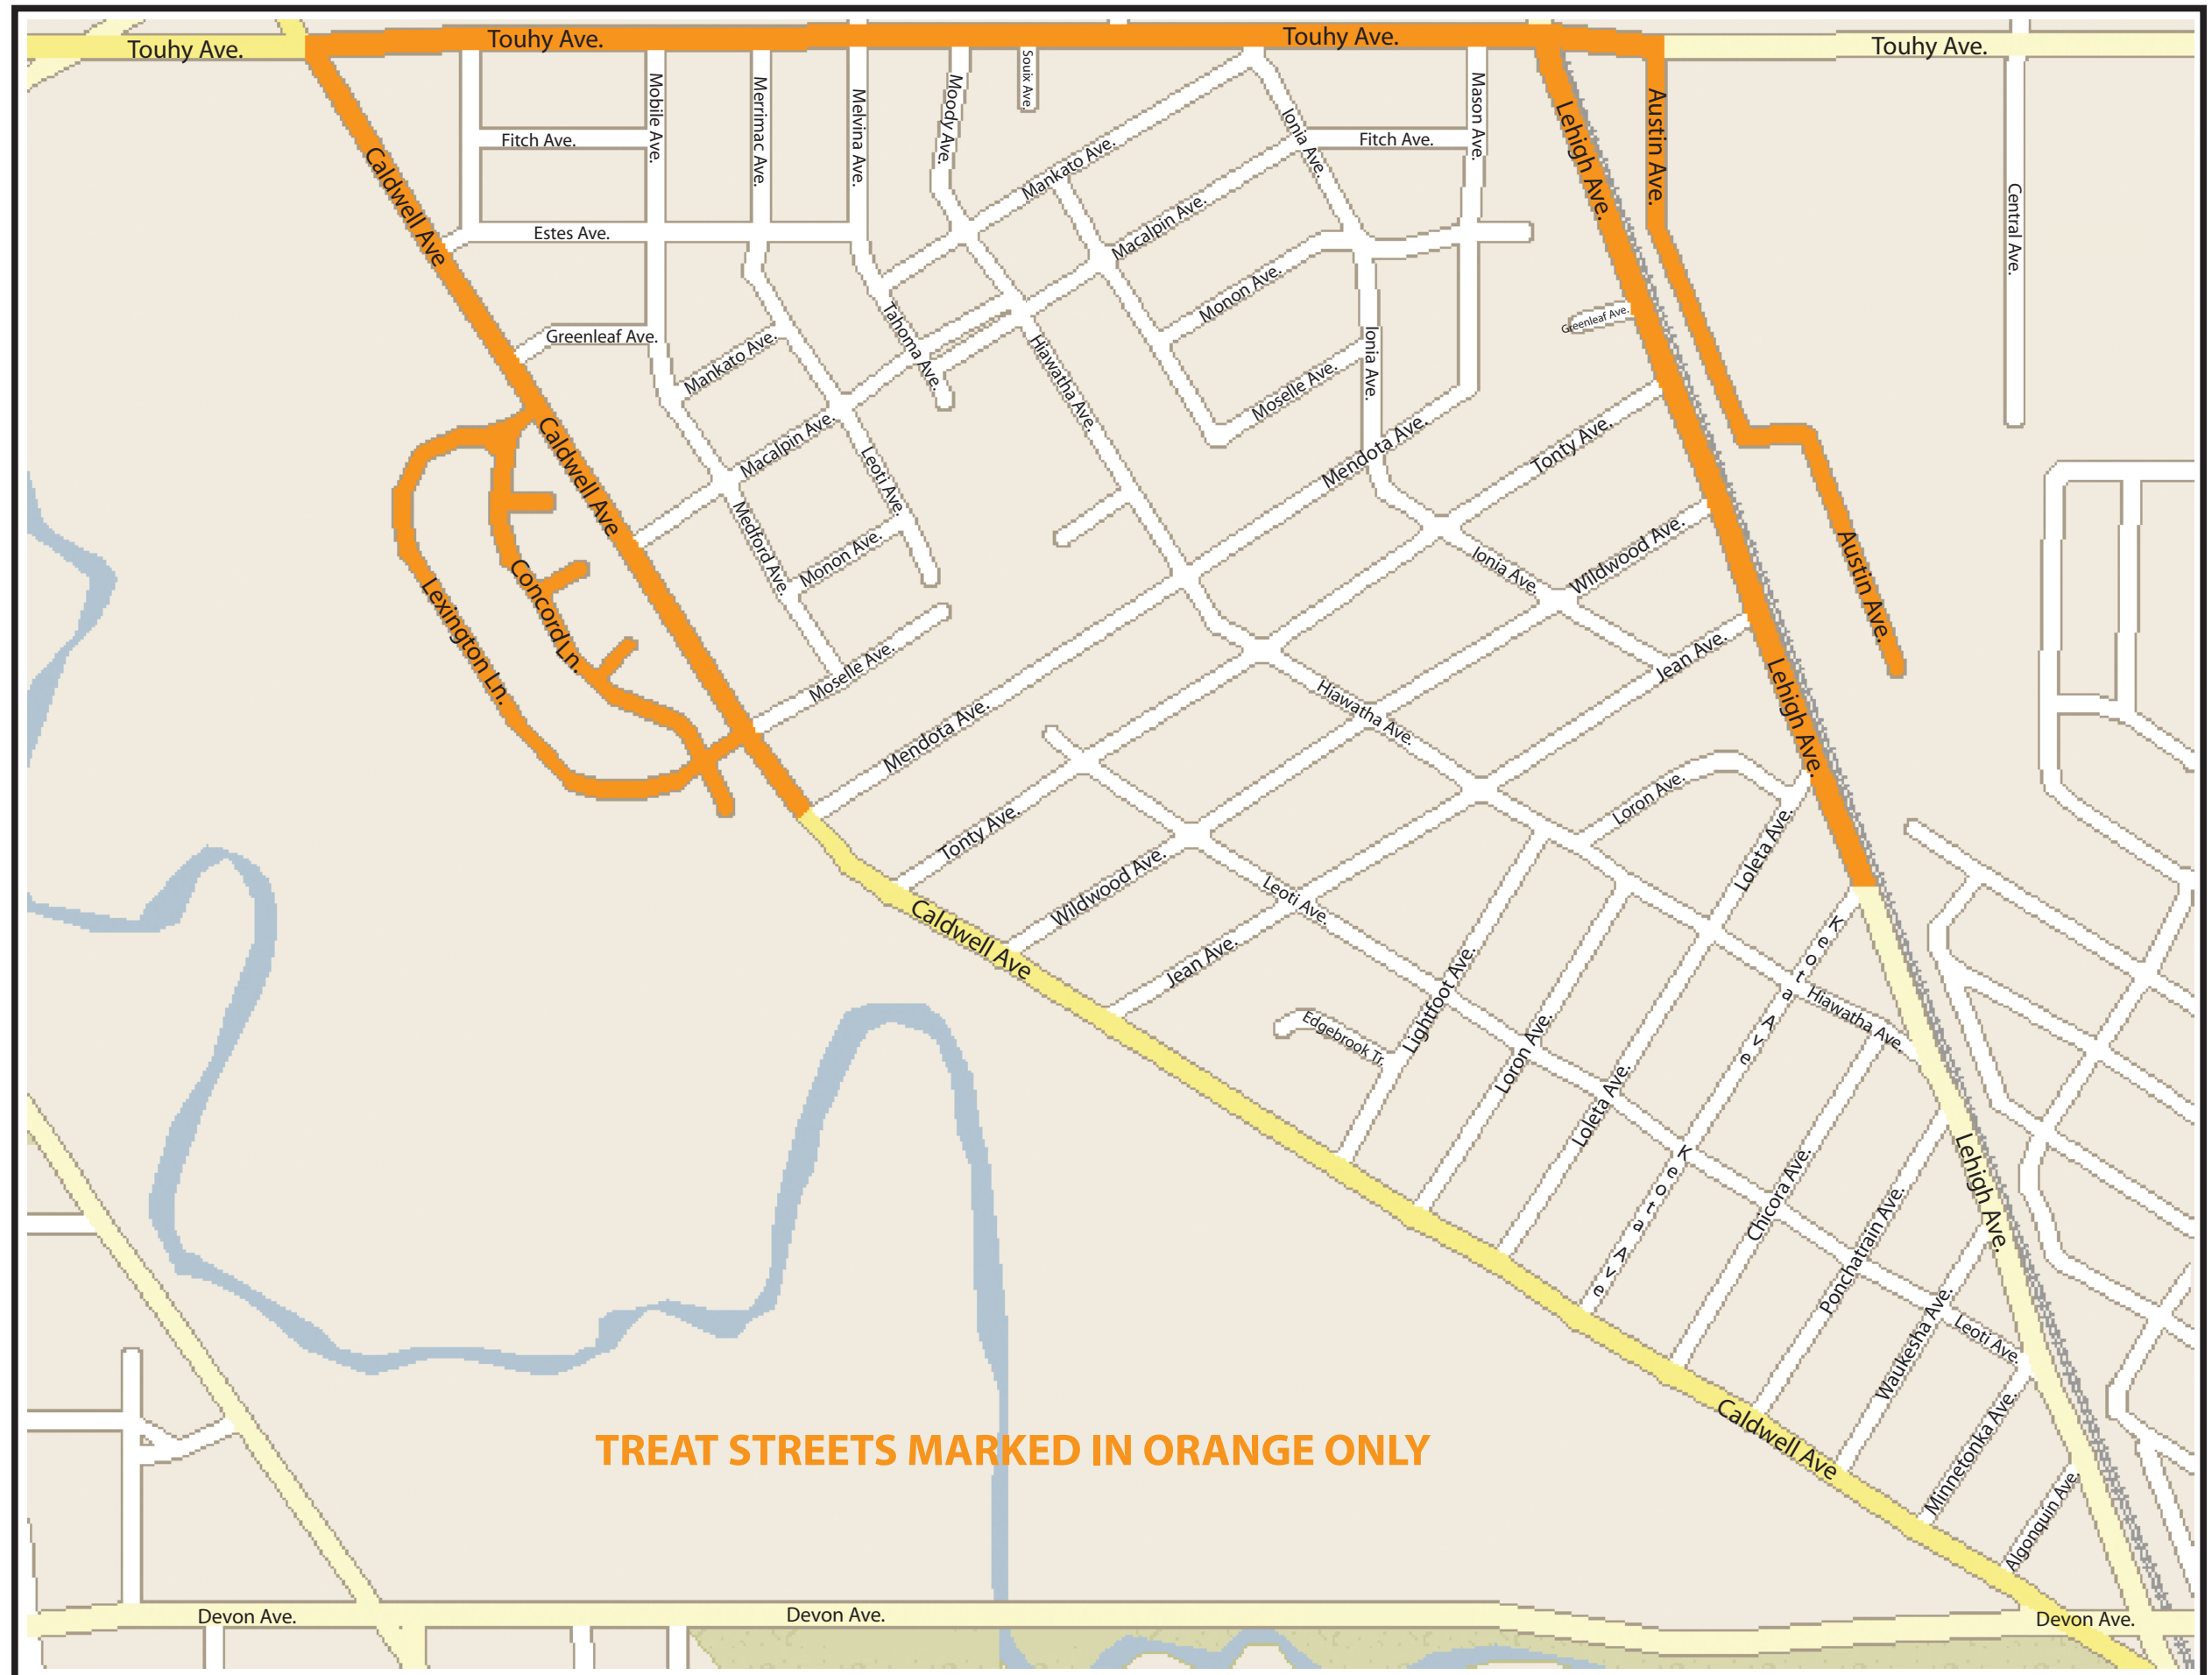 Touhy Ave.
Touhy Ave.
Touhy Ave.
Touhy Ave.
Souix Ave.
Mobile Ave.
Merrimac Ave.
Melvina Ave.
Moody Ave.
Mason Ave.
Ionia Ave.
Lehigh Ave.
Austin Ave.
Fitch Ave.
Fitch Ave.
Caldwell Ave
Mankato Ave.
Macalpin Ave.
Central Ave.
Estes Ave.
Monon Ave.
Greenleaf Ave.
Greenleaf Ave.
Tahoma Ave.
Hiawatha Ave.
Ionia Ave.
Mankato Ave.
Moselle Ave.
Caldwell Ave
Macalpin Ave.
Leoti Ave.
Mendota Ave.
Tonty Ave.
Medford Ave.
Monon Ave.
Ionia Ave.
Wildwood Ave.
Austin Ave.
Lexington Ln.
Concord Ln.
Moselle Ave.
Jean Ave.
Mendota Ave.
Hiawatha Ave.
Lehigh Ave.
Loron Ave.
Tonty Ave.
Loleta Ave.
Wildwood Ave.
Leoti Ave.
Caldwell Ave
Jean Ave.
Keota Ave
Lightfoot Ave.
Hiawatha Ave.
Edgebrook Tr.
Loron Ave.
Loleta Ave.
Keota Ave
Chicora Ave.
Lehigh Ave.
Ponchatrain Ave.
Waukesha Ave.
Leoti Ave.
Caldwell Ave
Minnetonka Ave.
TREAT STREETS MARKED IN ORANGE ONLY
Algonquin Ave.
Devon Ave.
Devon Ave.
Devon Ave.